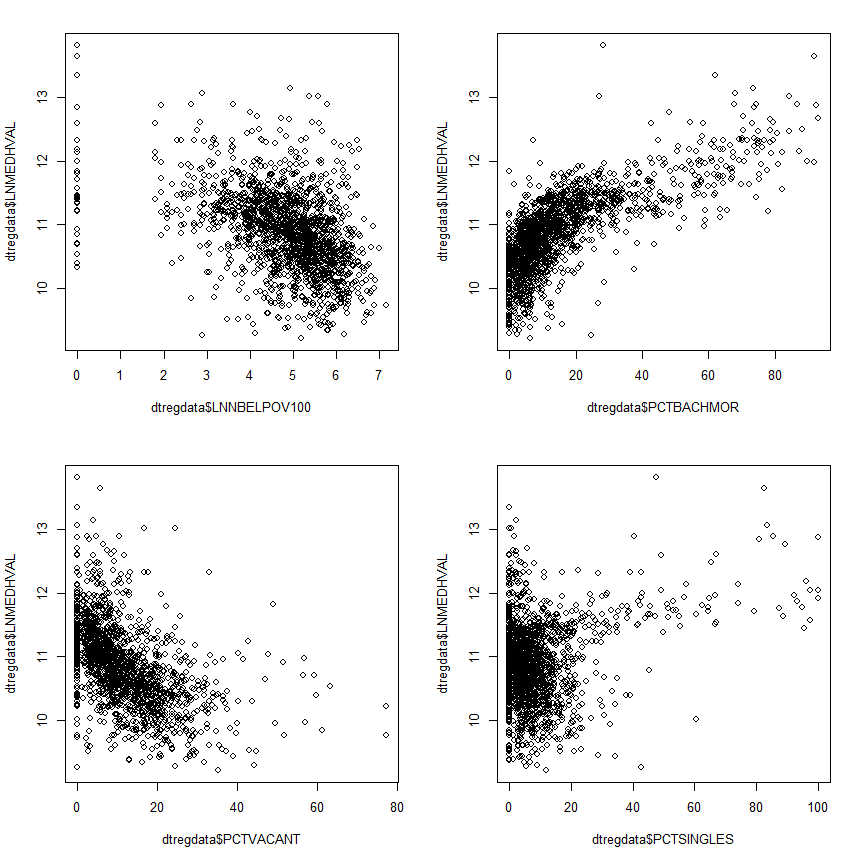 dtregdata$LNMEDHVAL
13
12
11
10
0 1 2 3 4 5 6 7
dtregdata$LNNBELPOV100
dtregdata$LNMEDHVAL
13
12
11
10
0 20 40 60 80
dtregdata$PCTBACHMOR
dtregdata$LNMEDHVAL
13
12
11
10
0 20 40 60 80
dtregdata$PCTVACANT
dtregdata$LNMEDHVAL
13
12
11
10
0 20 40 60 80 100
dtregdata$PCTSINGLES